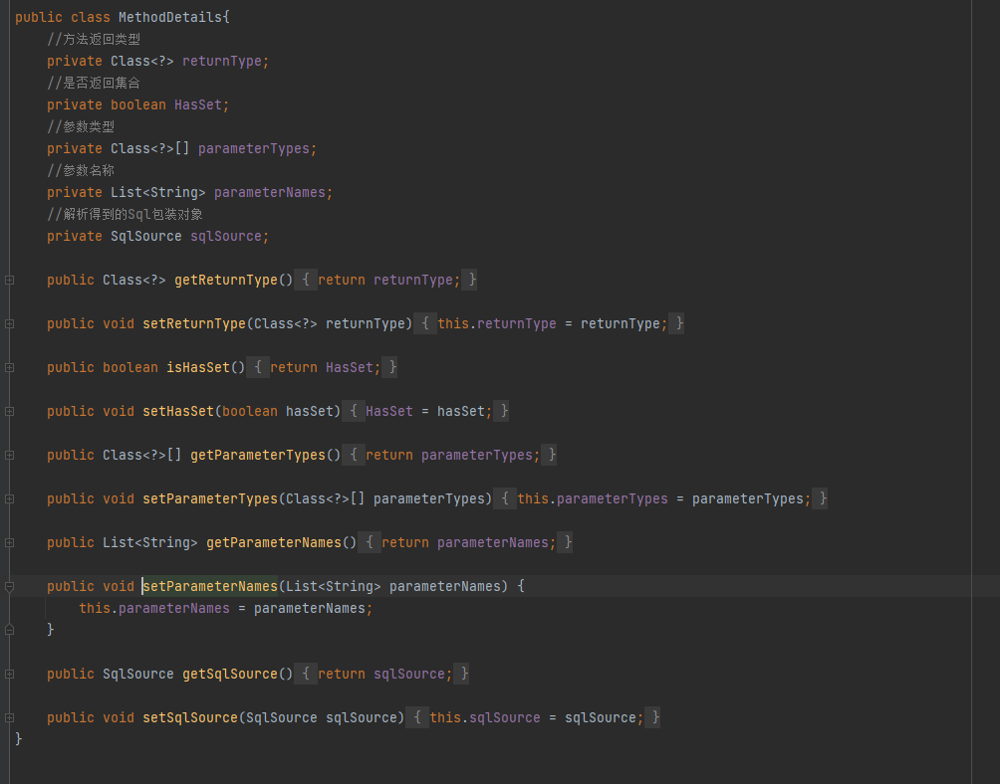 public class MethodDetails{
//方法返回类型
private Class<?> returnType;
//是否返回集合
private boolean HasSet;
//参数类型
private Class<?>[] parameterTypes;
//参数名称
private List<String> parameterNames;
//解析得到的Sql包装对象
private SqlSource sqlSource;
public Class<?> getReturnType() { return returnType; }
public void setReturnType(Class<?> returnType) { this.returnType = returnType; }
public boolean isHasSet() { return HasSet; }
public void setHasSet(boolean hasSet) { HasSet = hasSet; }
public Class<?>[] getParameterTypes() { return parameterTypes; }
public void setParameterTypes(Class<?>[] parameterTypes) { this.parameterTypes = parameterTypes; }
public List<String> getParameterNames() { return parameterNames; }
public void setParameterNames(List<String> parameterNames) {
this.parameterNames = parameterNames;
}
public SqlSource getSqlSource() { return sqlSource; }
public void setSqlSource(SqlSource sqlSource) { this.sqlSource = sqlSource; }
}